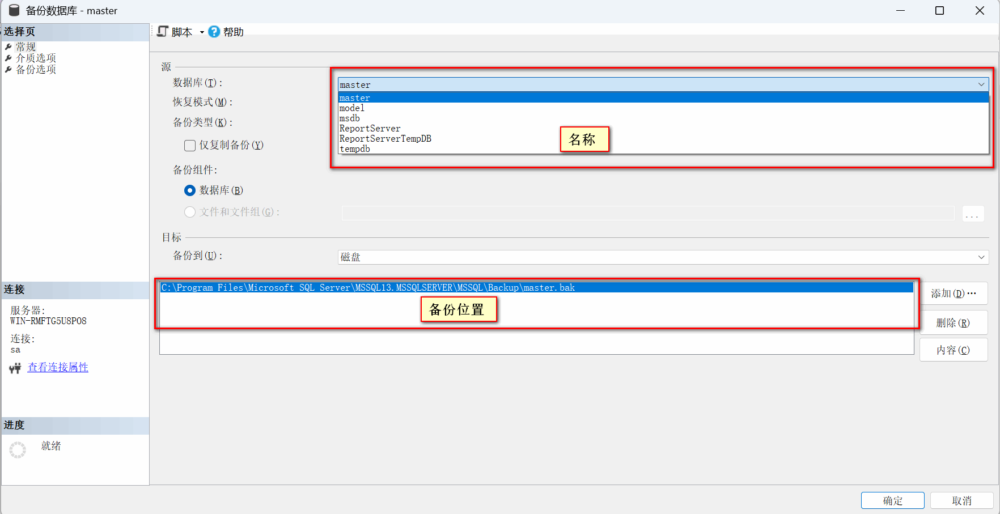 备份数据库 - master
选择页
常规
介质选项
备份选项
脚本
帮助
源
数据库(T):
master
master
model
msdb
ReportServer
ReportServerTempDB
tempdb
名称
恢复模式(M):
备份类型(K):
仅复制备份(Y)
备份组件:
数据库(B)
文件和文件组(G):
...
目标
备份到(U):
磁盘
C:\Program Files\Microsoft SQL Server\MSSQL13.MSSQLSERVER\MSSQL\Backup\master.bak
备份位置
添加(D)…
删除(R)
内容(C)
连接
服务器:
WIN-RMFTG5U8PO8
连接:
sa
查看连接属性
进度
就绪
确定
取消